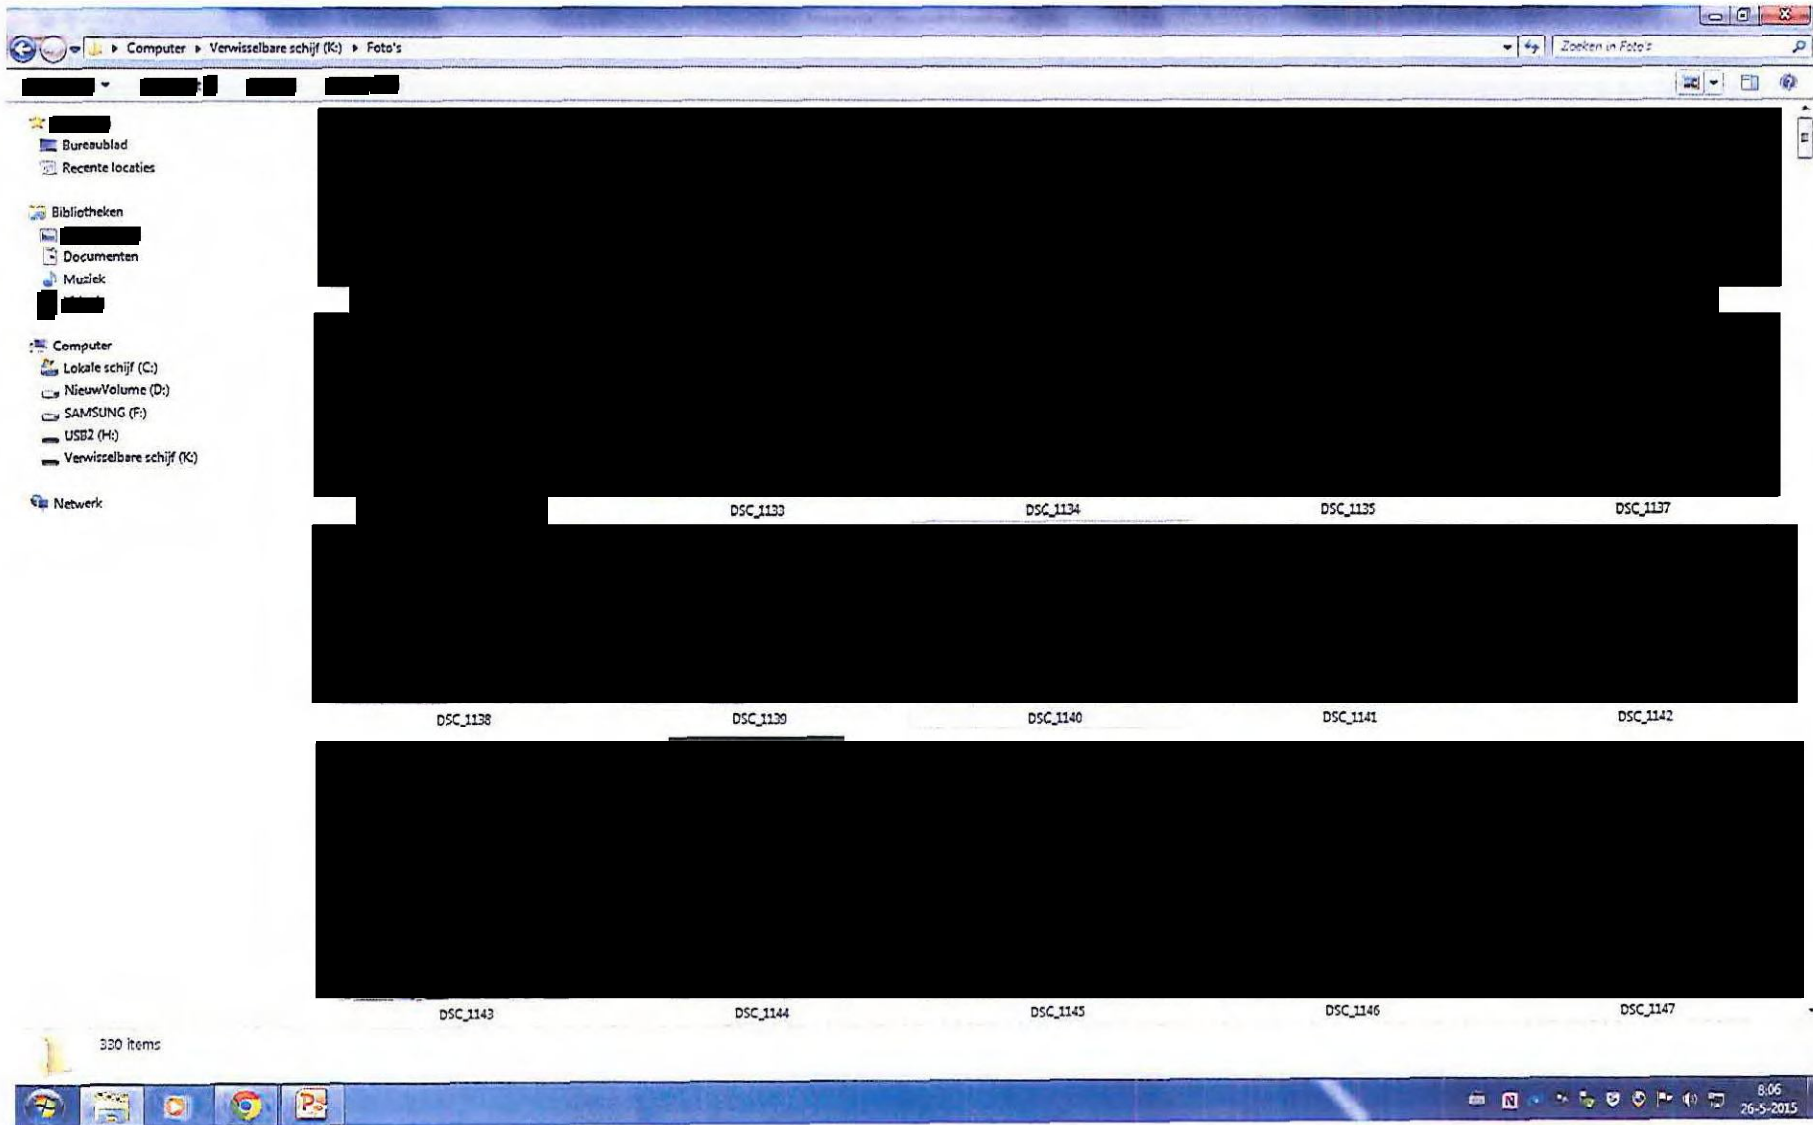 Computer ▸ Verwisselbare schijf (K:) ▸ Foto's
Zoeken in Foto's
Bureaublad
Recente locaties
Bibliotheken
Documenten
Muziek
Computer
Lokale schijf (C:)
NieuwVolume (D:)
SAMSUNG (F:)
USB2 (H:)
Verwisselbare schijf (K:)
Netwerk
DSC_1133 DSC_1134 DSC_1135 DSC_1137
DSC_1138 DSC_1139 DSC_1140 DSC_1141 DSC_1142
DSC_1143 DSC_1144 DSC_1145 DSC_1146 DSC_1147
330 items
8:06
26-5-2015